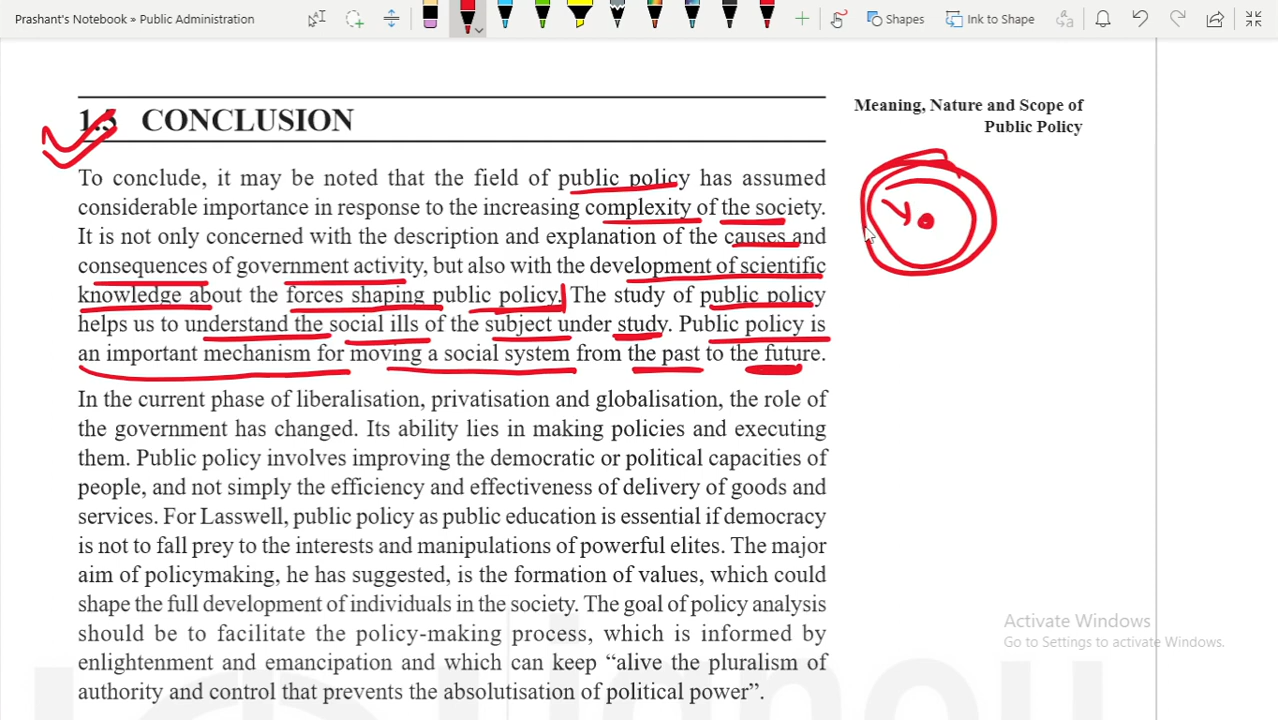 Prashant's Notebook » Public Administration
Shapes
Ink to Shape
1.5 CONCLUSION
Meaning, Nature and Scope of
Public Policy
To conclude, it may be noted that the field of public policy has assumed
considerable importance in response to the increasing complexity of the society.
It is not only concerned with the description and explanation of the causes and
consequences of government activity, but also with the development of scientific
knowledge about the forces shaping public policy. The study of public policy
helps us to understand the social ills of the subject under study. Public policy is
an important mechanism for moving a social system from the past to the future.
In the current phase of liberalisation, privatisation and globalisation, the role of
the government has changed. Its ability lies in making policies and executing
them. Public policy involves improving the democratic or political capacities of
people, and not simply the efficiency and effectiveness of delivery of goods and
services. For Lasswell, public policy as public education is essential if democracy
is not to fall prey to the interests and manipulations of powerful elites. The major
aim of policymaking, he has suggested, is the formation of values, which could
shape the full development of individuals in the society. The goal of policy analysis
should be to facilitate the policy-making process, which is informed by
enlightenment and emancipation and which can keep “alive the pluralism of
authority and control that prevents the absolutisation of political power”.
Activate Windows
Go to Settings to activate Windows.